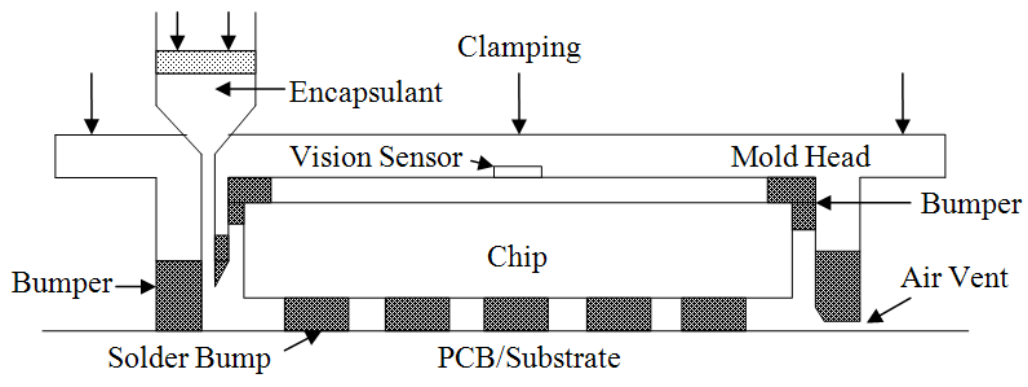 Clamping
Encapsulant
Vision Sensor
Mold Head
Bumper
Chip
Bumper
Air Vent
Solder Bump
PCB/Substrate